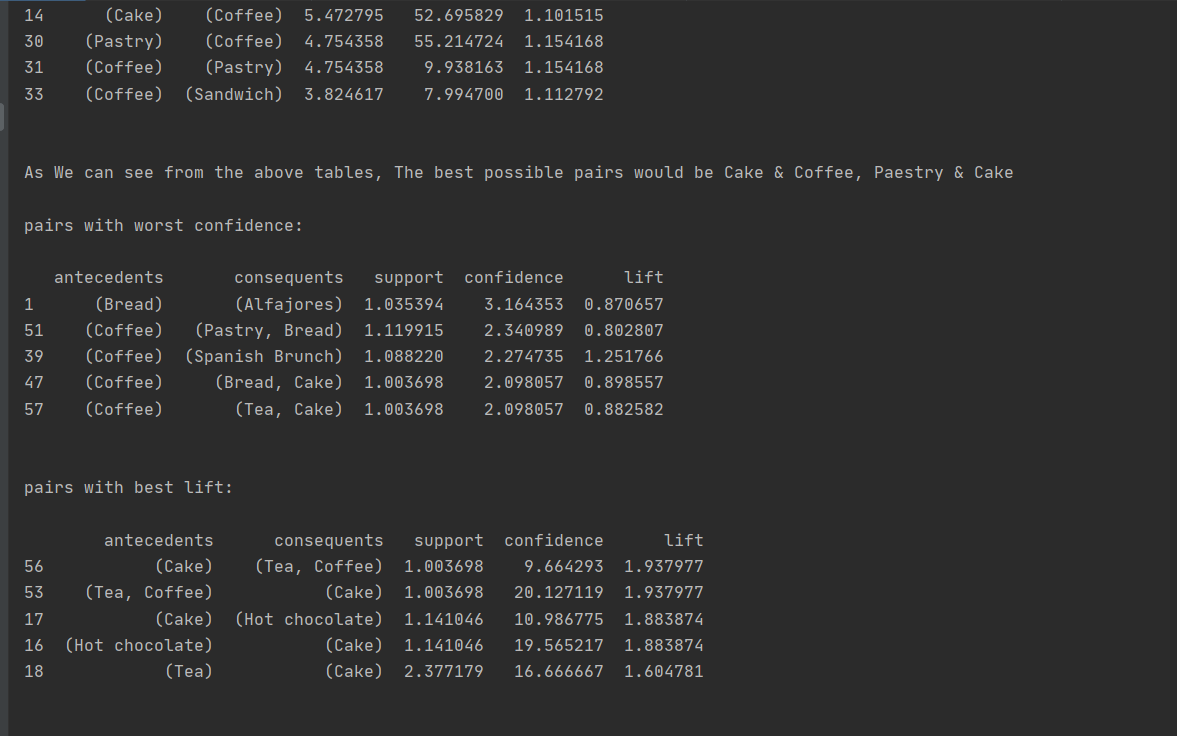 14 (Cake) (Coffee) 5.472795 52.695829 1.101515
30 (Pastry) (Coffee) 4.754358 55.214724 1.154168
31 (Coffee) (Pastry) 4.754358 9.938163 1.154168
33 (Coffee) (Sandwich) 3.824617 7.994700 1.112792
As We can see from the above tables, The best possible pairs would be Cake & Coffee, Paestry & Cake
pairs with worst confidence:
antecedents consequents support confidence lift
1 (Bread) (Alfajores) 1.035394 3.164353 0.870657
51 (Coffee) (Pastry, Bread) 1.119915 2.340989 0.802807
39 (Coffee) (Spanish Brunch) 1.088220 2.274735 1.251766
47 (Coffee) (Bread, Cake) 1.003698 2.098057 0.898557
57 (Coffee) (Tea, Cake) 1.003698 2.098057 0.882582
pairs with best lift:
antecedents consequents support confidence lift
56 (Cake) (Tea, Coffee) 1.003698 9.664293 1.937977
53 (Tea, Coffee) (Cake) 1.003698 20.127119 1.937977
17 (Cake) (Hot chocolate) 1.141046 10.986775 1.883874
16 (Hot chocolate) (Cake) 1.141046 19.565217 1.883874
18 (Tea) (Cake) 2.377179 16.666667 1.604781